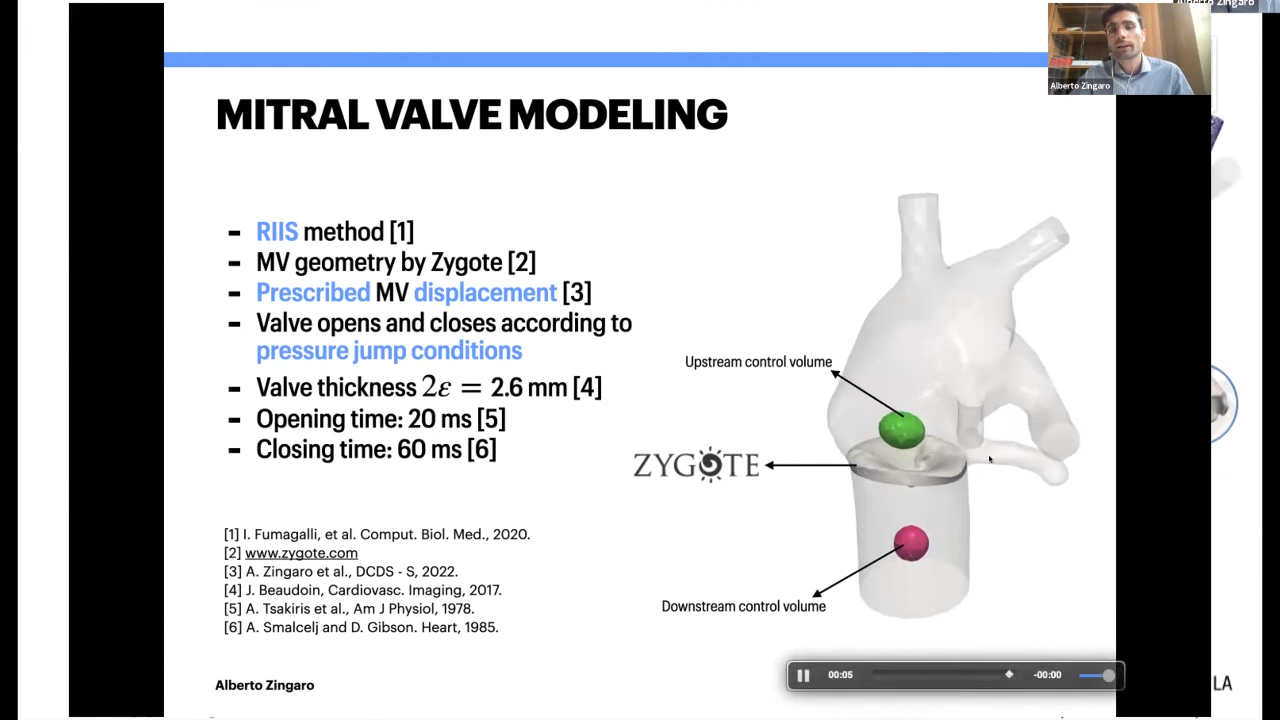 Alberto Zingaro
Alberto Zingaro
MITRAL VALVE MODELING
- RIIS method [1]
- MV geometry by Zygote [2]
- Prescribed MV displacement [3]
- Valve opens and closes according to
pressure jump conditions
- Valve thickness 2ε = 2.6 mm [4]
- Opening time: 20 ms [5]
- Closing time: 60 ms [6]
Upstream control volume
ZYGOTE
Downstream control volume
[1] I. Fumagalli, et al. Comput. Biol. Med., 2020.
[2] www.zygote.com
[3] A. Zingaro et al., DCDS - S, 2022.
[4] J. Beaudoin, Cardiovasc. Imaging, 2017.
[5] A. Tsakiris et al., Am J Physiol, 1978.
[6] A. Smalcelj and D. Gibson. Heart, 1985.
Alberto Zingaro
00:05
-00:00
LA